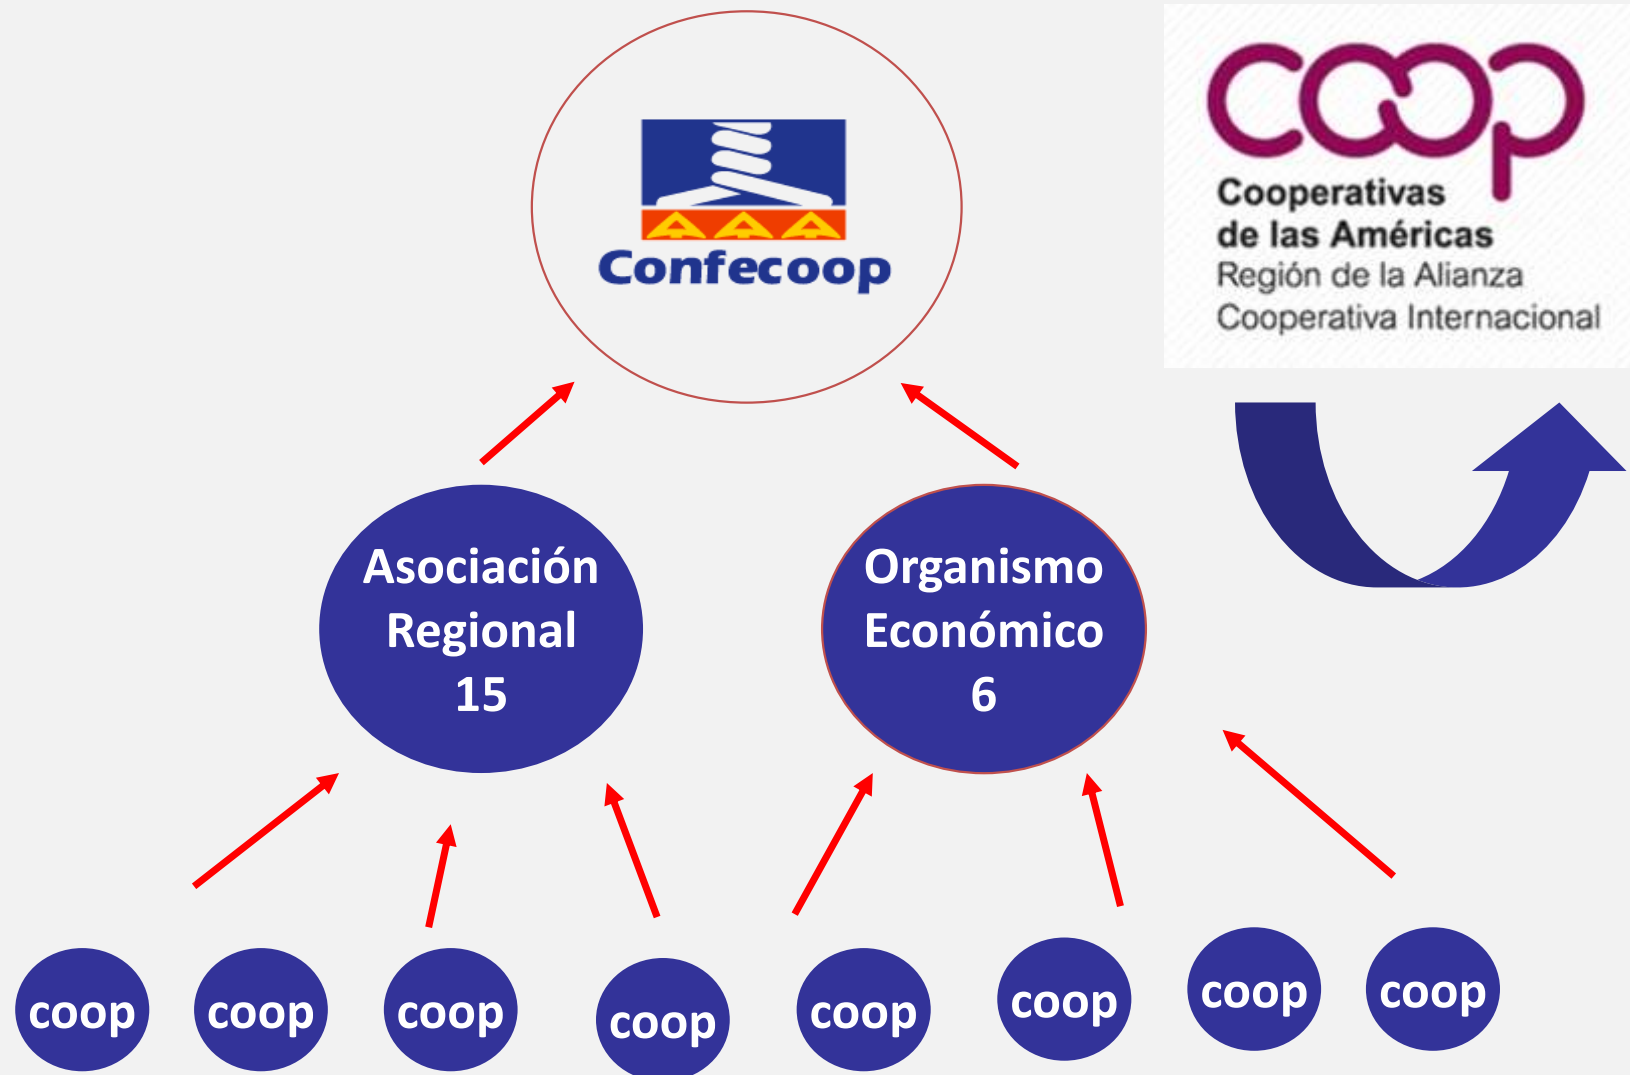 Confecoop
coop
Cooperativas
de las Américas
Región de la Alianza
Cooperativa Internacional
Asociación
Regional
15
Organismo
Económico
6
coop
coop
coop
coop
coop
coop
coop
coop